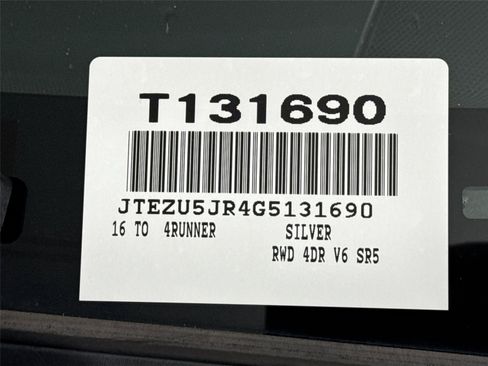 T131690
JTEZU5JR4G5131690
16 TO 4RUNNER SILVER
RWD 4DR V6 SR5